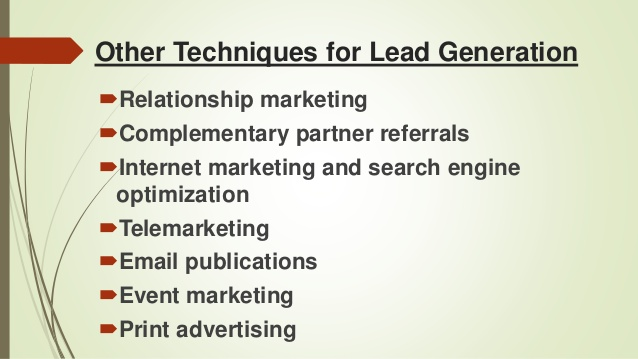 Other Techniques for Lead Generation
Relationship marketing
Complementary partner referrals
Internet marketing and search engine
optimization
Telemarketing
Email publications
Event marketing
Print advertising